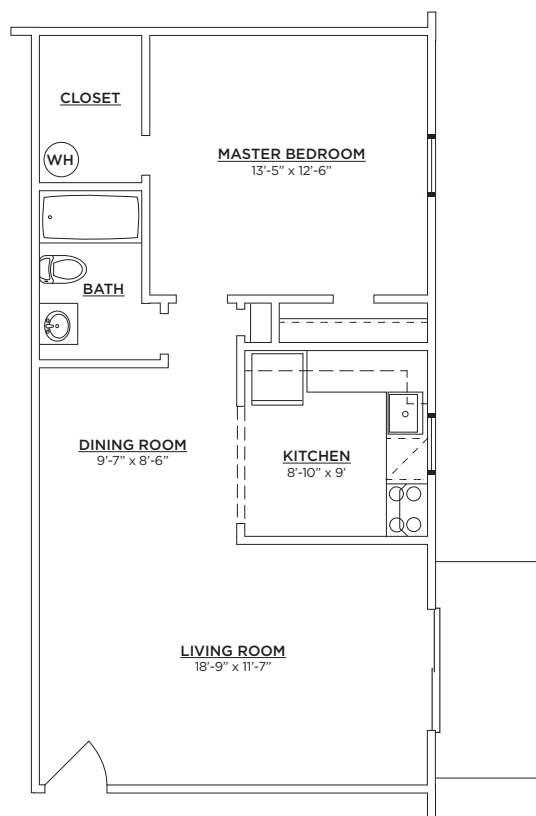 CLOSET
WH
MASTER BEDROOM
13'-5” x 12'-6”
BATH
DINING ROOM
9'-7” x 8'-6”
KITCHEN
8'-10” x 9'
LIVING ROOM
18'-9” x 11'-7”